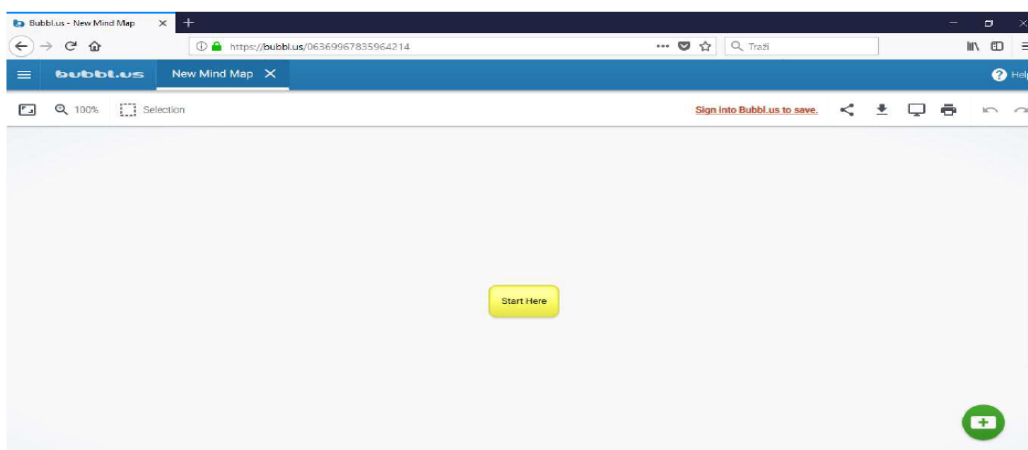 Bubbl.us - New Mind Map
https://bubbl.us/06369967835964214
Traži
bubbl.us New Mind Map
Help
100% Selection
Sign into Bubbl.us to save.
Start Here